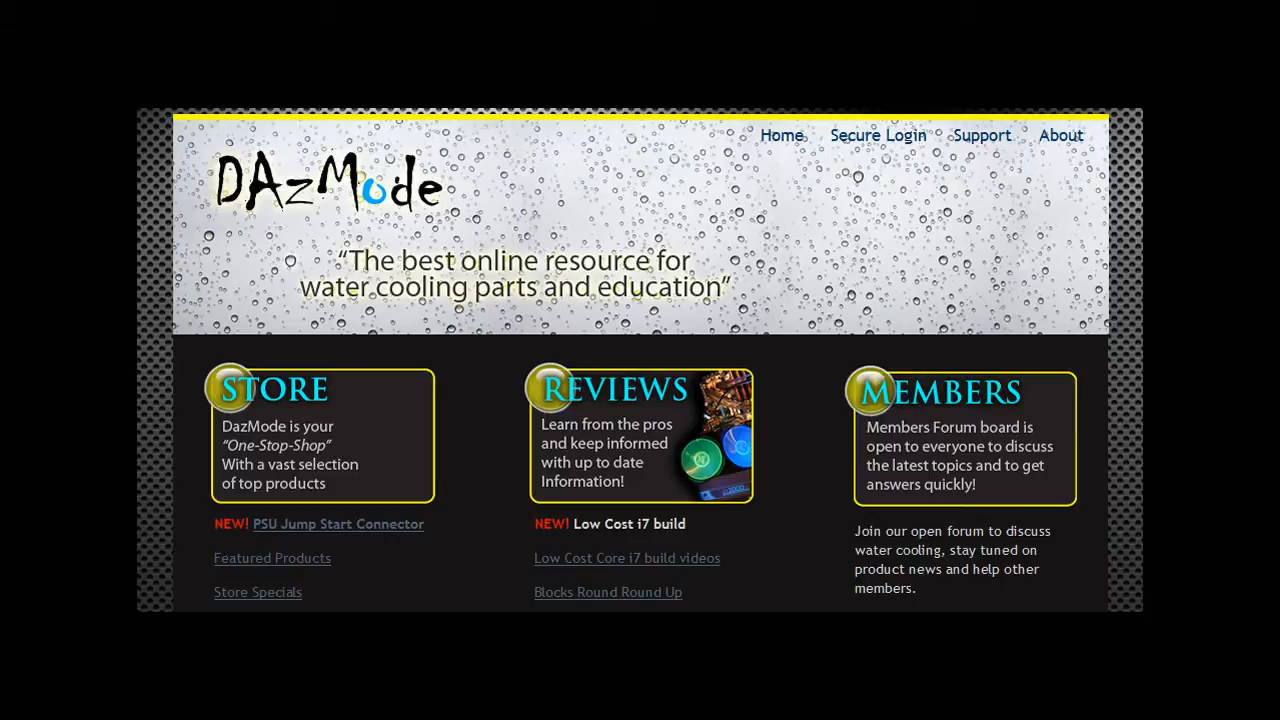 Home Secure Login Support About
DAzMode
“The best online resource for
water cooling parts and education”
STORE
DazMode is your
“One-Stop-Shop”
With a vast selection
of top products
NEW! PSU Jump Start Connector
Featured Products
Store Specials
REVIEWS
Learn from the pros
and keep informed
with up to date
Information!
NEW! Low Cost i7 build
Low Cost Core i7 build videos
Blocks Round Round Up
MEMBERS
Members Forum board is
open to everyone to discuss
the latest topics and to get
answers quickly!
Join our open forum to discuss
water cooling, stay tuned on
product news and help other
members.